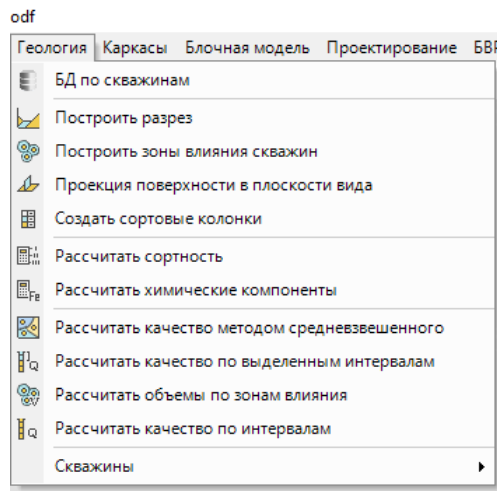 odf
Геология Каркасы Блочная модель Проектирование БВР
БД по скважинам
Построить разрез
Построить зоны влияния скважин
Проекция поверхности в плоскости вида
Создать сортовые колонки
Рассчитать сортность
Рассчитать химические компоненты
Рассчитать качество методом средневзвешенного
Рассчитать качество по выделенным интервалам
Рассчитать объемы по зонам влияния
Рассчитать качество по интервалам
Скважины